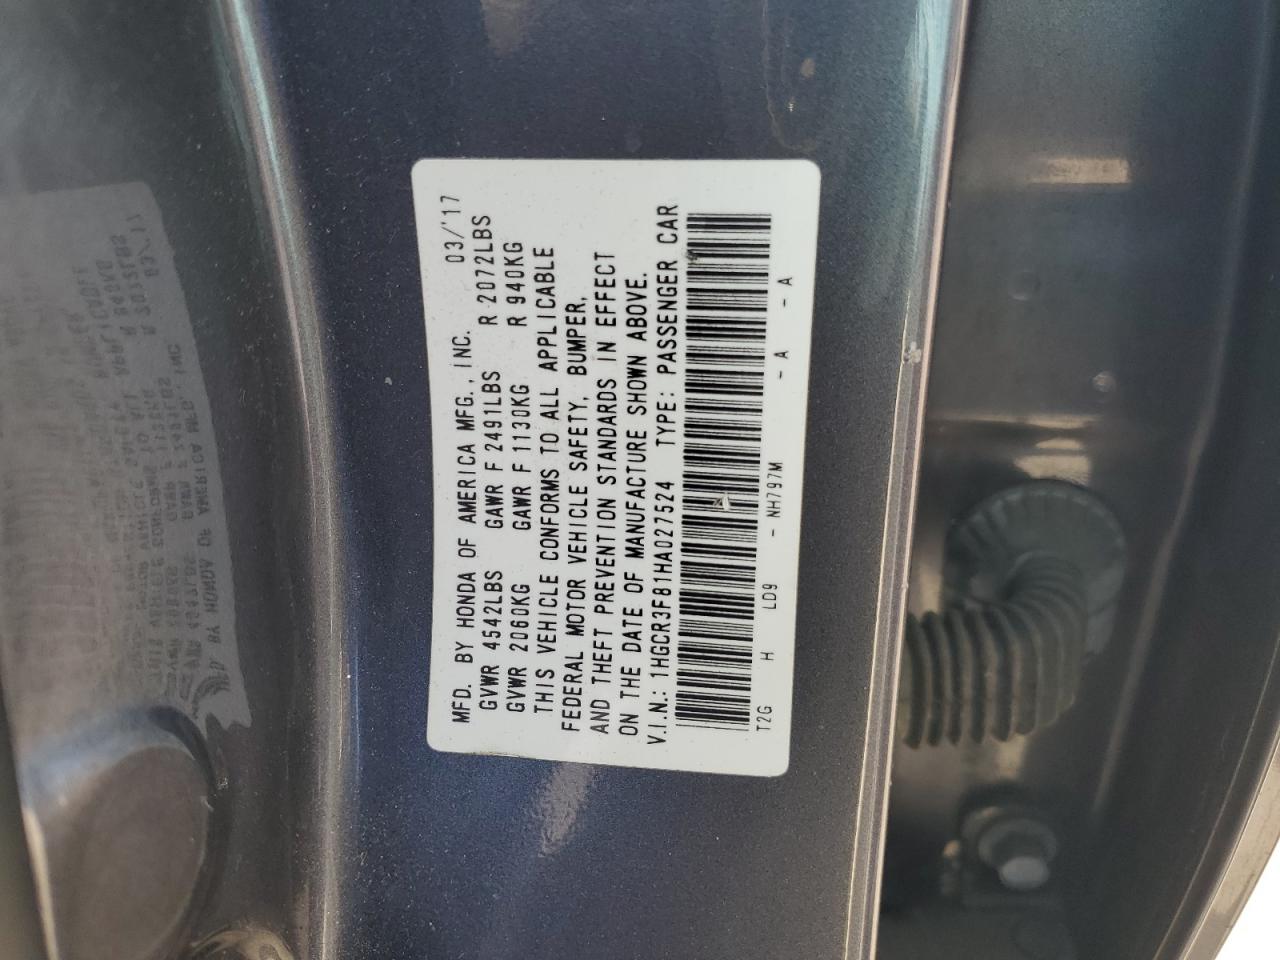 MFD. BY HONDA OF AMERICA MFG., INC. 03/'17
GVWR 4542LBS GAWR F 2491LBS R 2072LBS
GVWR 2060KG GAWR F 1130KG R 940KG
THIS VEHICLE CONFORMS TO ALL APPLICABLE
FEDERAL MOTOR VEHICLE SAFETY, BUMPER,
AND THEFT PREVENTION STANDARDS IN EFFECT
ON THE DATE OF MANUFACTURE SHOWN ABOVE.
V.I.N.: 1HGCR3F81HA027524 TYPE: PASSENGER CAR
T2G H LD9 - NH797M - A - A